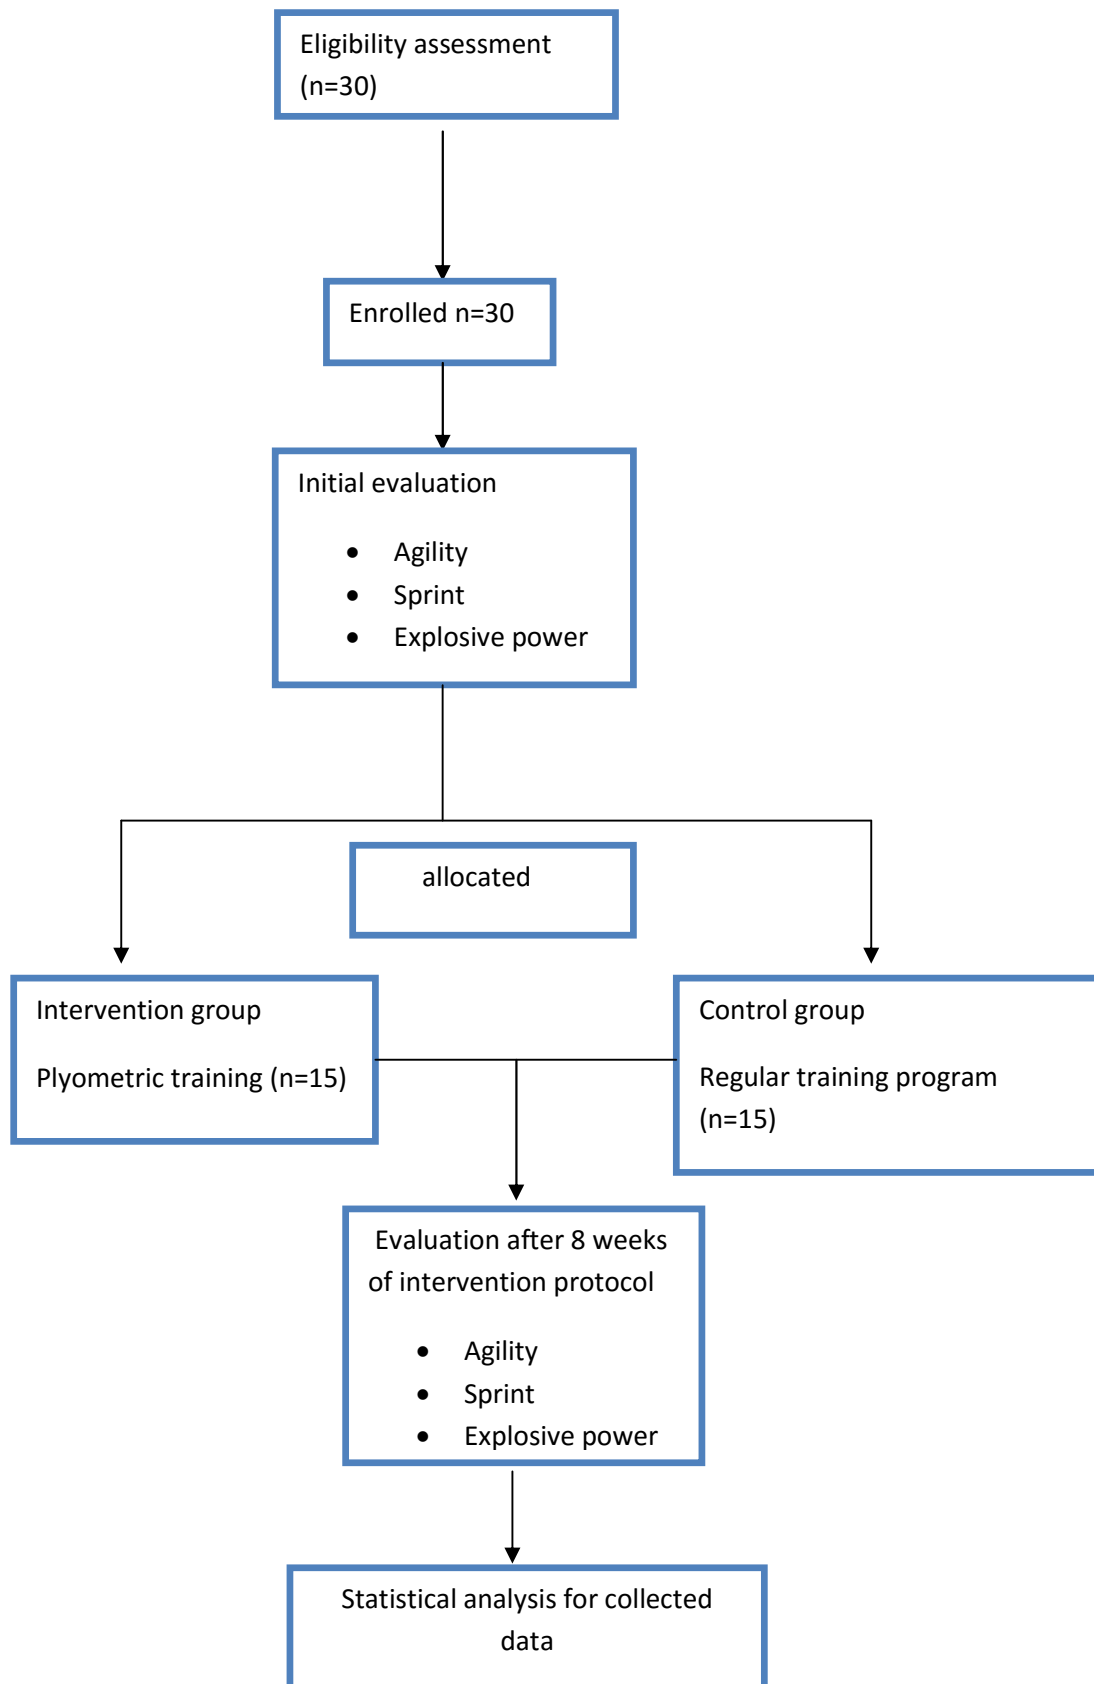 Eligibility assessment
(n=30)
Enrolled n=30
Initial evaluation
• Agility
• Sprint
• Explosive power
allocated
Intervention group
Plyometric training (n=15)
Control group
Regular training program
(n=15)
Evaluation after 8 weeks
of intervention protocol
• Agility
• Sprint
• Explosive power
Statistical analysis for collected
data